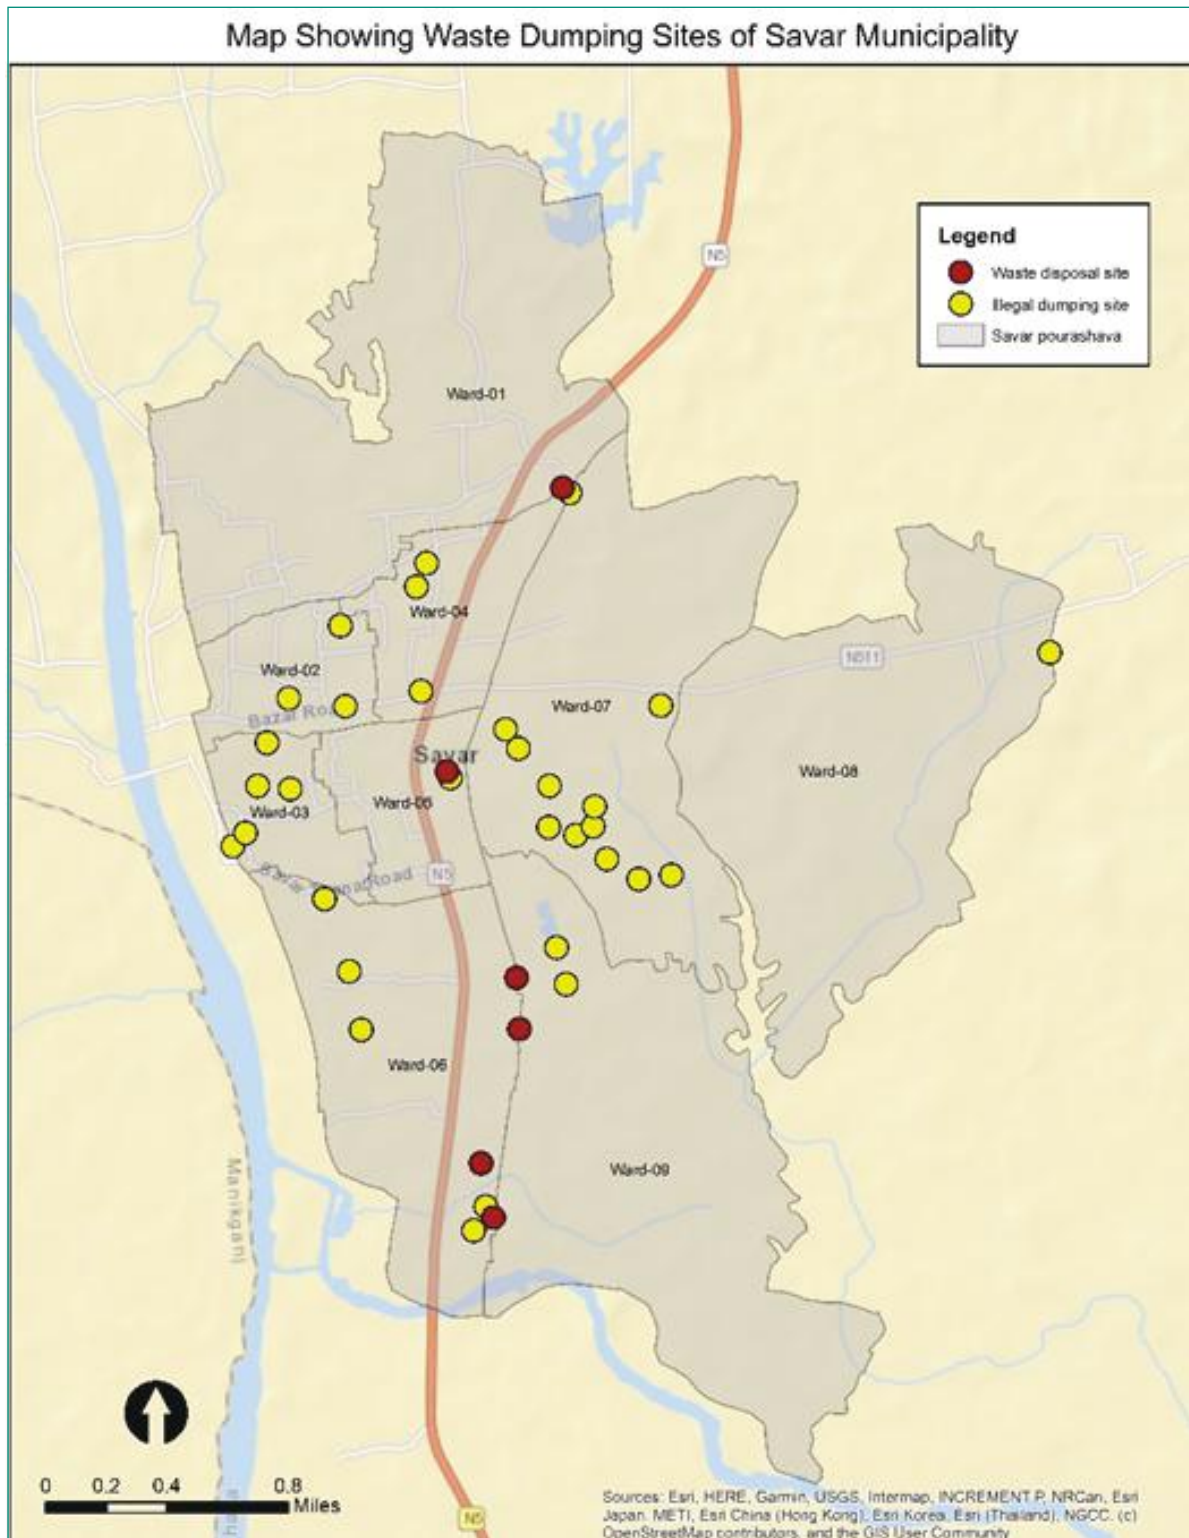 Map Showing Waste Dumping Sites of Savar Municipality
N5
Legend
Waste disposal site
Illegal dumping site
Savar pourashava
Ward-01
Ward-04
Ward-02
N511
Bazar Road
Ward-07
Savar
Ward-08
Ward-05
Ward-03
Savar Road
N5
Ward-06
Ward-09
Manikganj
0 0.2 0.4 0.8
Miles
N5
Sources: Esri, HERE, Garmin, USGS, Intermap, INCREMENT P, NRCan, Esri
Japan, METI, Esri China (Hong Kong), Esri Korea, Esri (Thailand), NGCC, (c)
OpenStreetMap contributors, and the GIS User Community